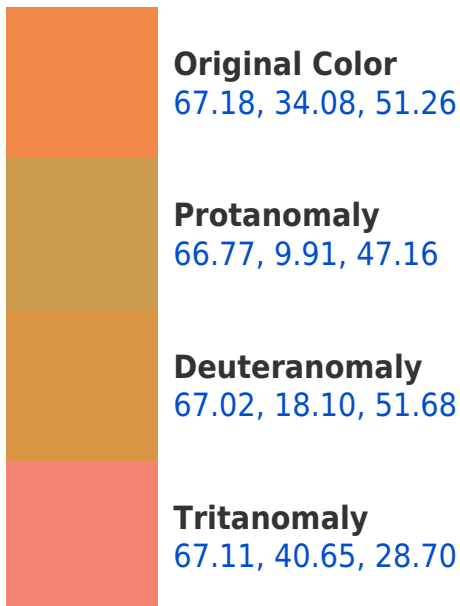 Original Color
67.18, 34.08, 51.26
Protanomaly
66.77, 9.91, 47.16
Deuteranomaly
67.02, 18.10, 51.68
Tritanomaly
67.11, 40.65, 28.70